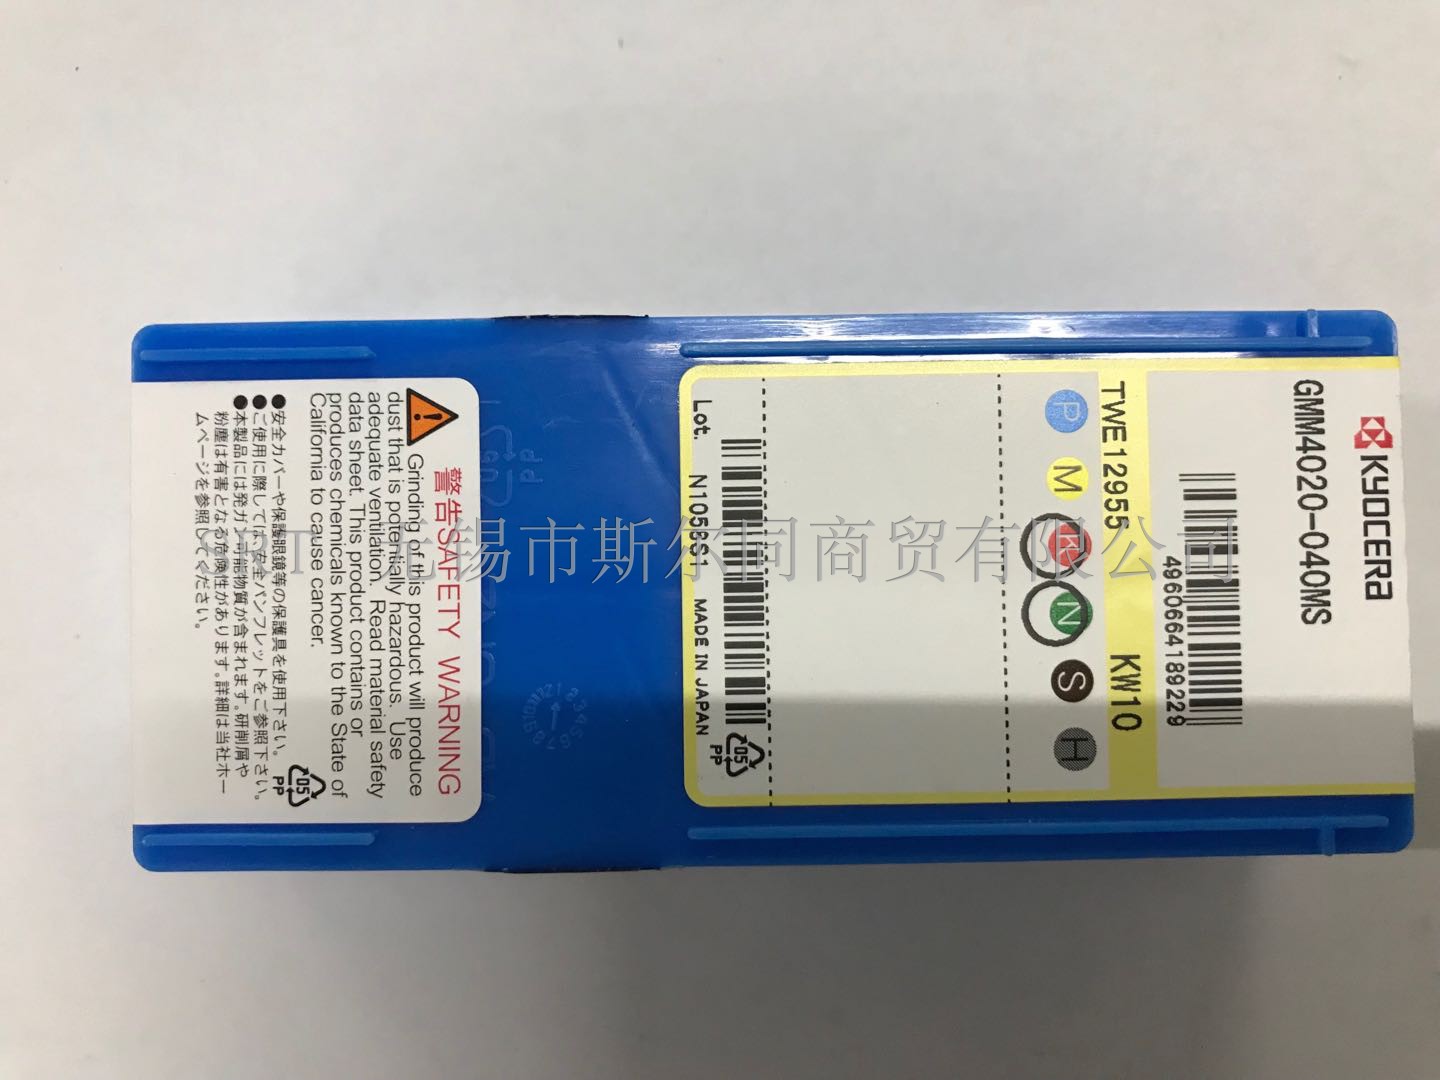 KYOCERA
GMM4020-040MS
4960664189229
TWE12955 KW10
P M K N S H
Lot. N1058S1 MADE IN JAPAN
05
PP
警告SAFETY WARNING
Grinding of this product will produce
dust that is potentially hazardous. Use
adequate ventilation. Read material safety
data sheet. This product contains or
produces chemicals known to the State of
California to cause cancer.
05
PP
●安全カバーや保護眼鏡等の保護具を使用下さい。
●ご使用に際しては、安全パンフレットをご参照下さい。
●本製品には発ガン可能物質が含まれます。研削屑や
粉塵は有害となる危険性があります。詳細は当社ホー
ムページを参照してください。
无锡市斯尔同商贸有限公司